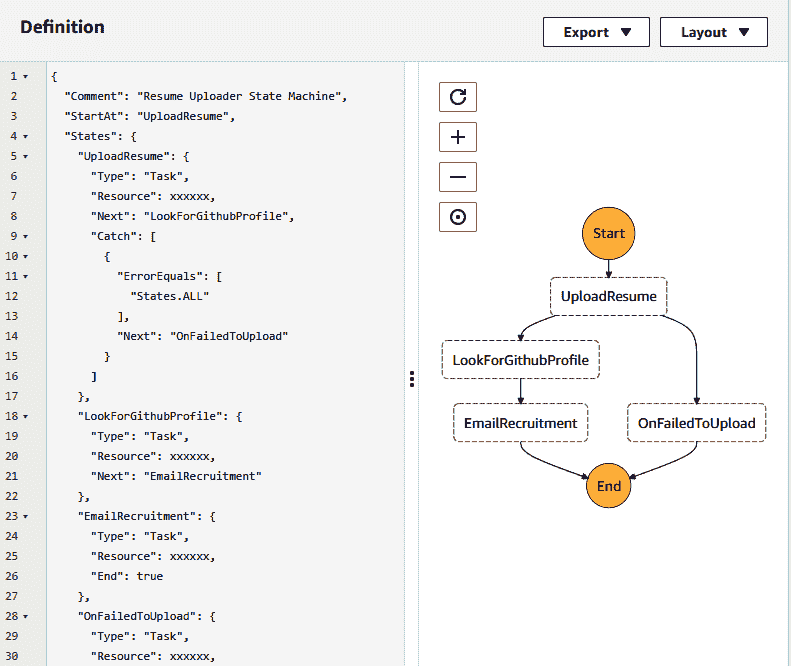 Definition
Export
Layout
1 {
2 "Comment": "Resume Uploader State Machine",
3 "StartAt": "UploadResume",
4 "States": {
5 "UploadResume": {
6 "Type": "Task",
7 "Resource": xxxxxx,
8 "Next": "LookForGithubProfile",
9 "Catch": [
10 {
11 "ErrorEquals": [
12 "States.ALL"
13 ],
14 "Next": "OnFailedToUpload"
15 }
16 ]
17 },
18 "LookForGithubProfile": {
19 "Type": "Task",
20 "Resource": xxxxxx,
21 "Next": "EmailRecruitment"
22 },
23 "EmailRecruitment": {
24 "Type": "Task",
25 "Resource": xxxxxx,
26 "End": true
27 },
28 "OnFailedToUpload": {
29 "Type": "Task",
30 "Resource": xxxxxx,
Start
UploadResume
LookForGithubProfile
EmailRecruitment
OnFailedToUpload
End